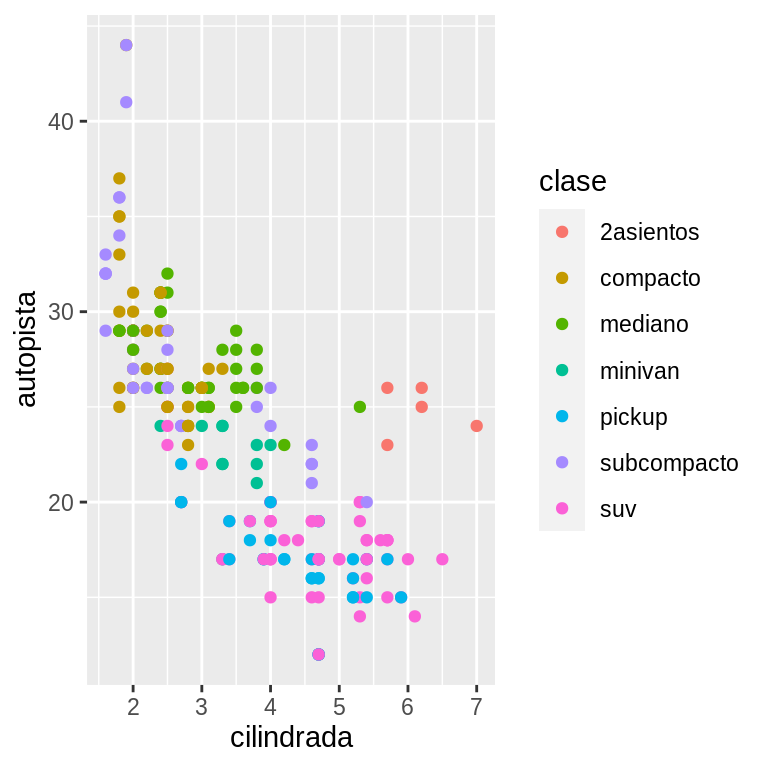 40
30
20
autopista
2 3 4 5 6 7
cilindrada
clase
2asientos
compacto
mediano
minivan
pickup
subcompacto
suv